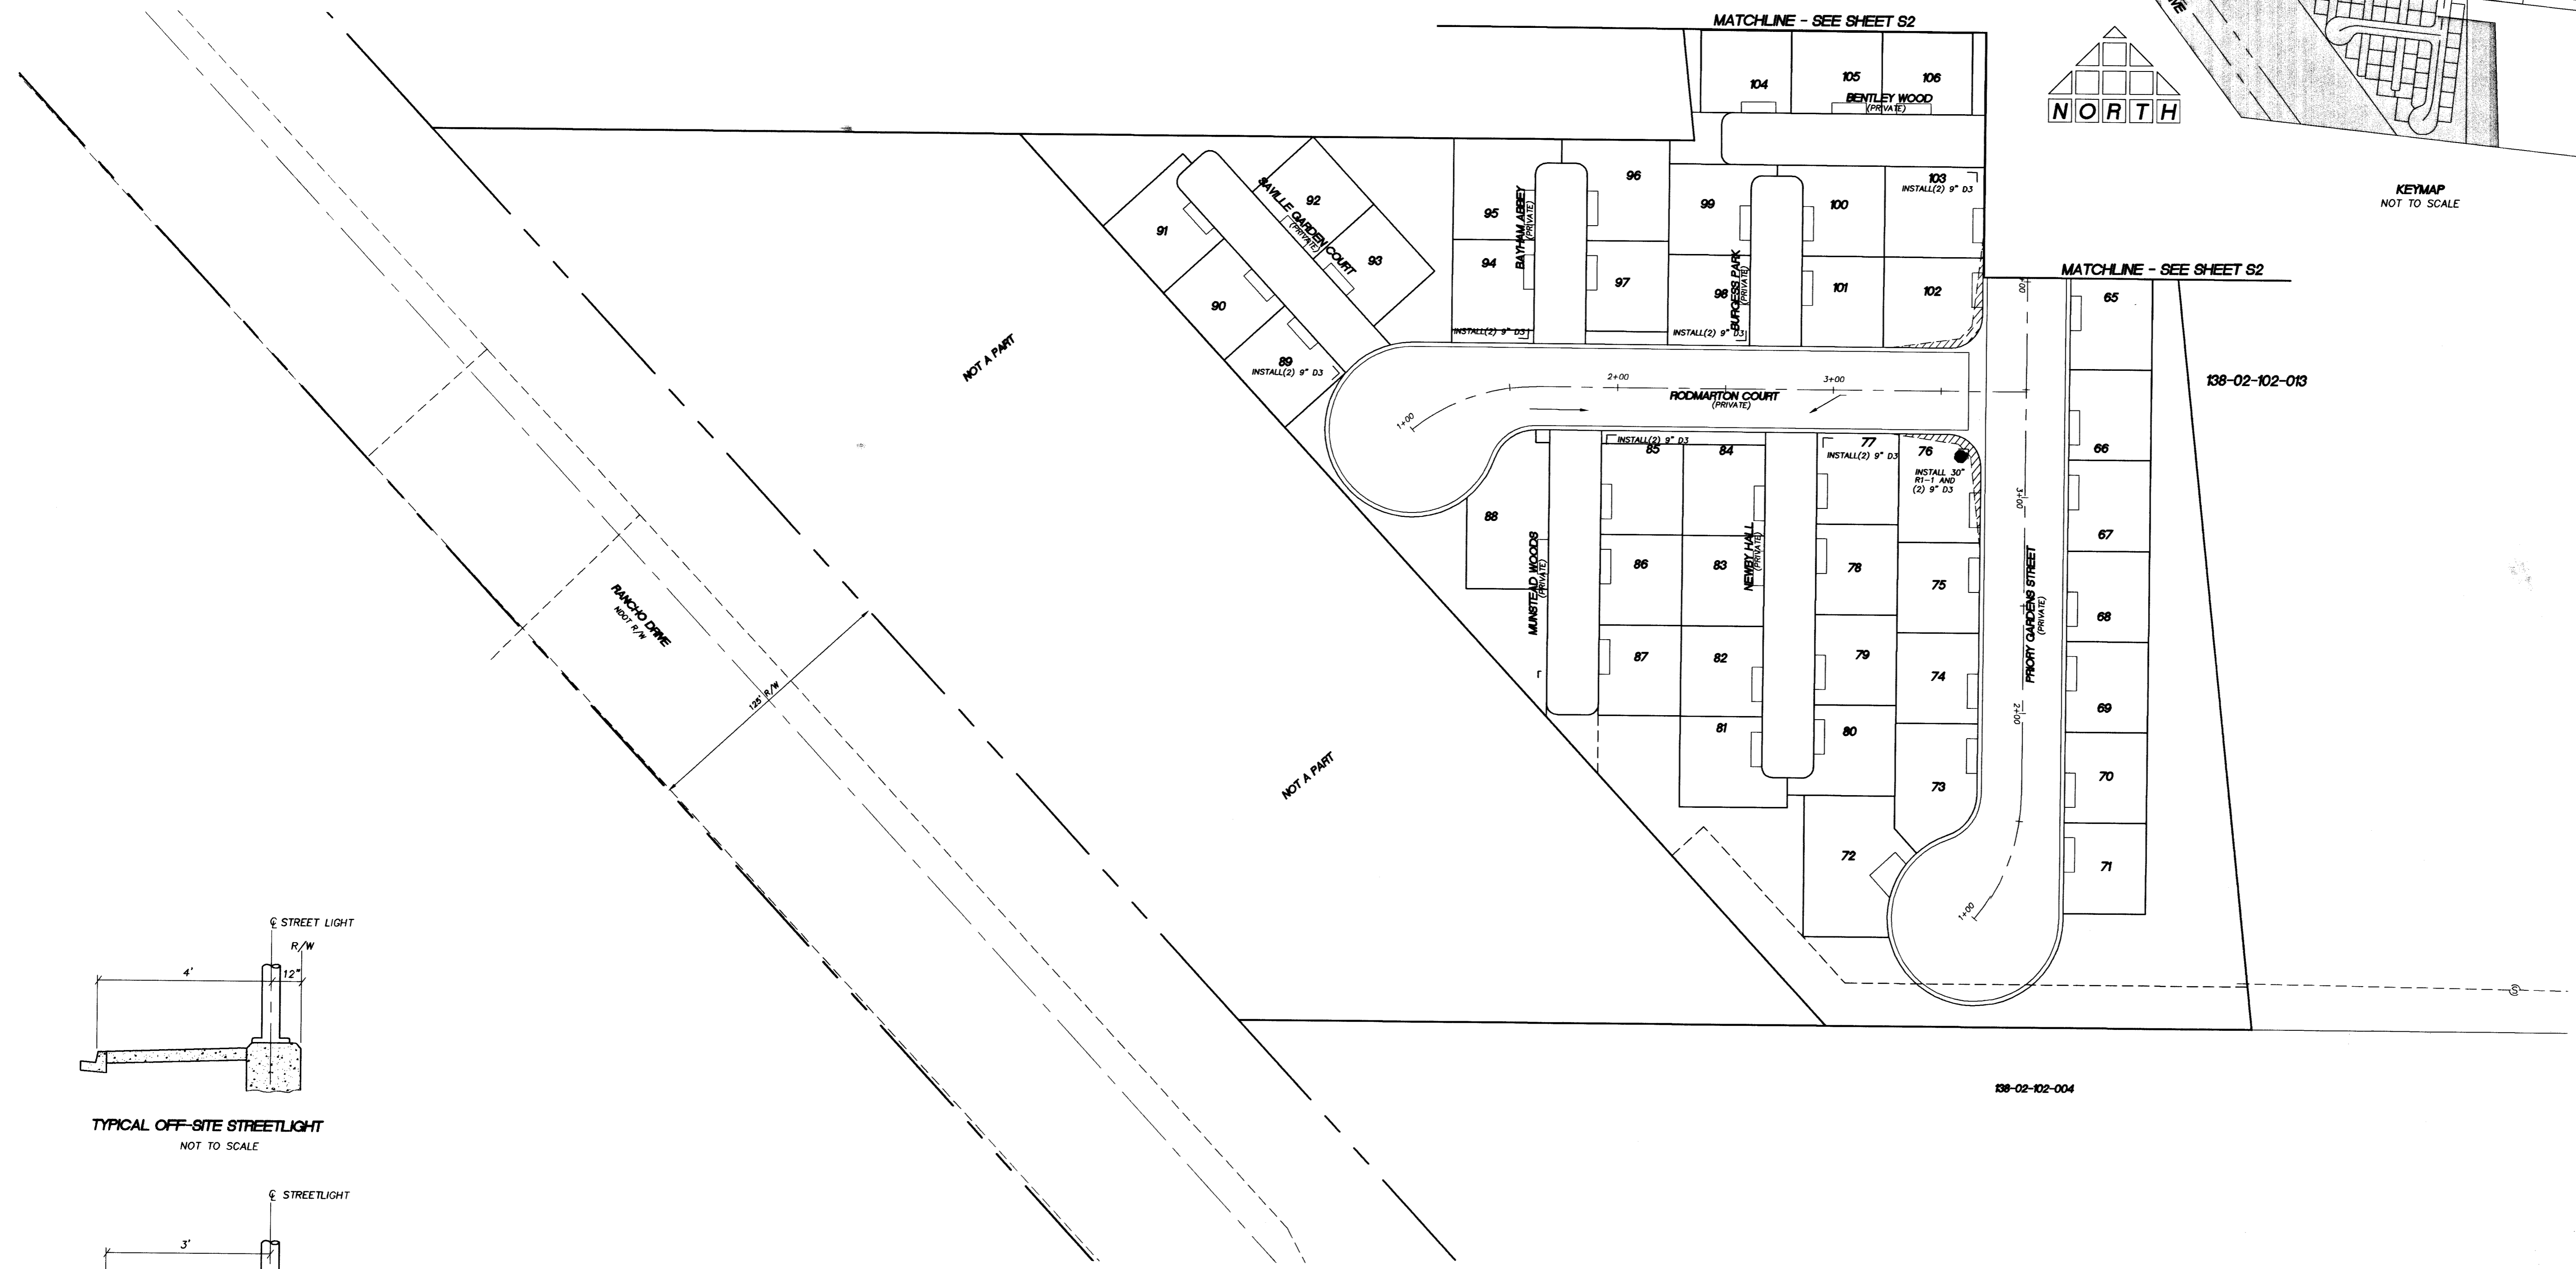 MATCHLINE - SEE SHEET S2
104
105
106
BENTLEY WOOD
(PRIVATE)
NORTH
KEYMAP
NOT TO SCALE
MATCHLINE - SEE SHEET S2
138-02-102-013
91
92
93
90
89
INSTALL(2) 9" D3
SAVILLE GARDEN COURT
(PRIVATE)
95
94
INSTALL(2) 9" D3
BAYHAM ABBEY
(PRIVATE)
96
97
99
98
INSTALL(2) 9" D3
BURGESS PARK
(PRIVATE)
100
101
103
INSTALL(2) 9" D3
102
1+00
2+00
3+00
RODMARTON COURT
(PRIVATE)
INSTALL(2) 9" D3
85
84
77
INSTALL(2) 9" D3
76
INSTALL 30"
R1-1 AND
(2) 9" D3
88
86
83
78
75
87
82
79
74
81
80
73
72
MUNSTEAD WOODS
(PRIVATE)
NEWBY HALL
(PRIVATE)
PRIORY GARDENS STREET
(PRIVATE)
00
3+00
2+00
1+00
65
66
67
68
69
70
71
NOT A PART
NOT A PART
RANCHO DRIVE
NDOT R/W
125' R/W
S
138-02-102-004
℄ STREET LIGHT
R/W
4'
12"
TYPICAL OFF-SITE STREETLIGHT
NOT TO SCALE
℄ STREETLIGHT
3'